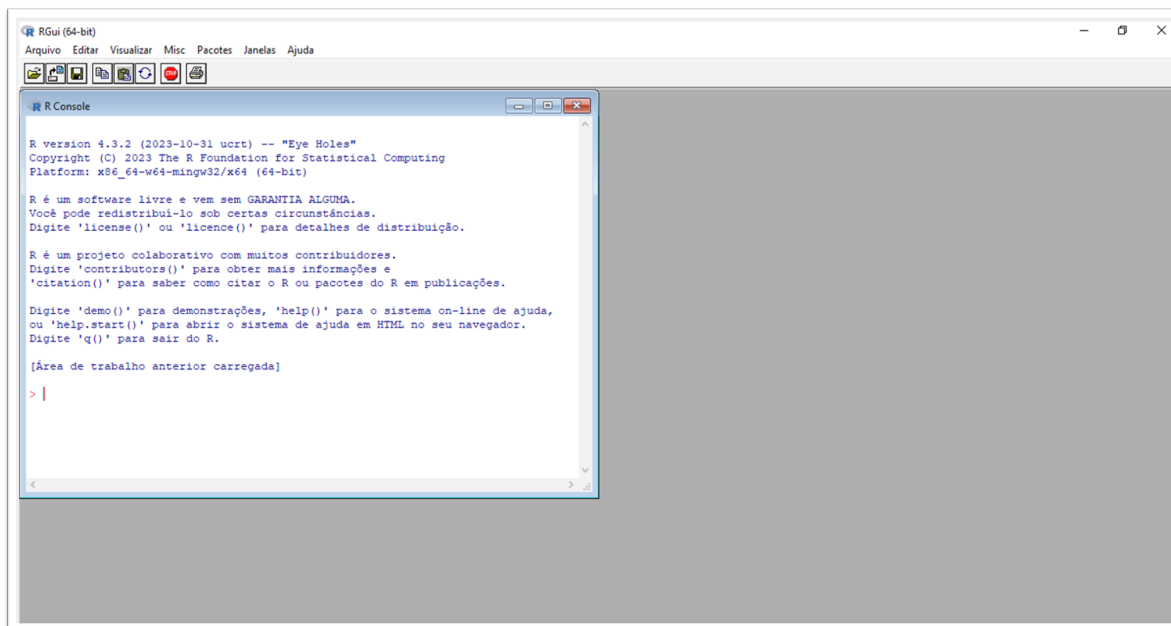 RGui (64-bit)
Arquivo Editar Visualizar Misc Pacotes Janelas Ajuda
STOP
R Console
R version 4.3.2 (2023-10-31 ucrt) -- "Eye Holes"
Copyright (C) 2023 The R Foundation for Statistical Computing
Platform: x86_64-w64-mingw32/x64 (64-bit)
R é um software livre e vem sem GARANTIA ALGUMA.
Você pode redistribuí-lo sob certas circunstâncias.
Digite 'license()' ou 'licence()' para detalhes de distribuição.
R é um projeto colaborativo com muitos contribuidores.
Digite 'contributors()' para obter mais informações e
'citation()' para saber como citar o R ou pacotes do R em publicações.
Digite 'demo()' para demonstrações, 'help()' para o sistema on-line de ajuda,
ou 'help.start()' para abrir o sistema de ajuda em HTML no seu navegador.
Digite 'q()' para sair do R.
[Área de trabalho anterior carregada]
>